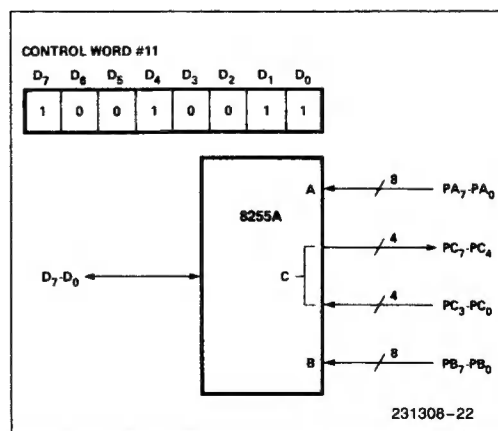 CONTROL WORD #11
D7 D6 D5 D4 D3 D2 D1 D0
1 0 0 1 0 0 1 1
8255A
A
8
PA7-PA0
4
PC7-PC4
D7-D0
C
4
PC3-PC0
B
8
PB7-PB0
231308-22